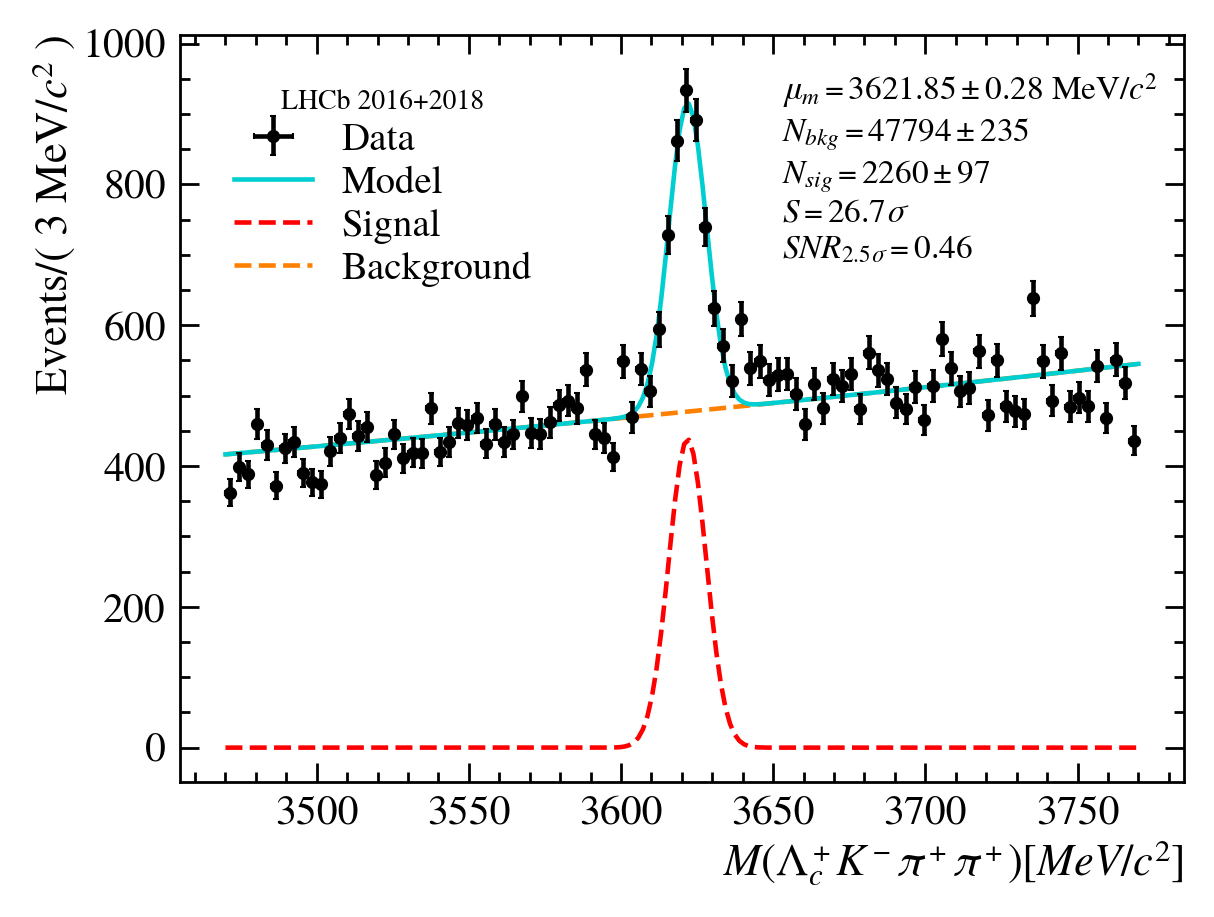 1000
800
600
400
200
0
Events/( 3 MeV/c² )
LHCb 2016+2018
Data
Model
Signal
Background
μ_m = 3621.85 ± 0.28 MeV/c²
N_bkg = 47794 ± 235
N_sig = 2260 ± 97
S = 26.7σ
SNR_2.5σ = 0.46
3500 3550 3600 3650 3700 3750
M(Λ_c⁺K⁻π⁺π⁺)[MeV/c²]